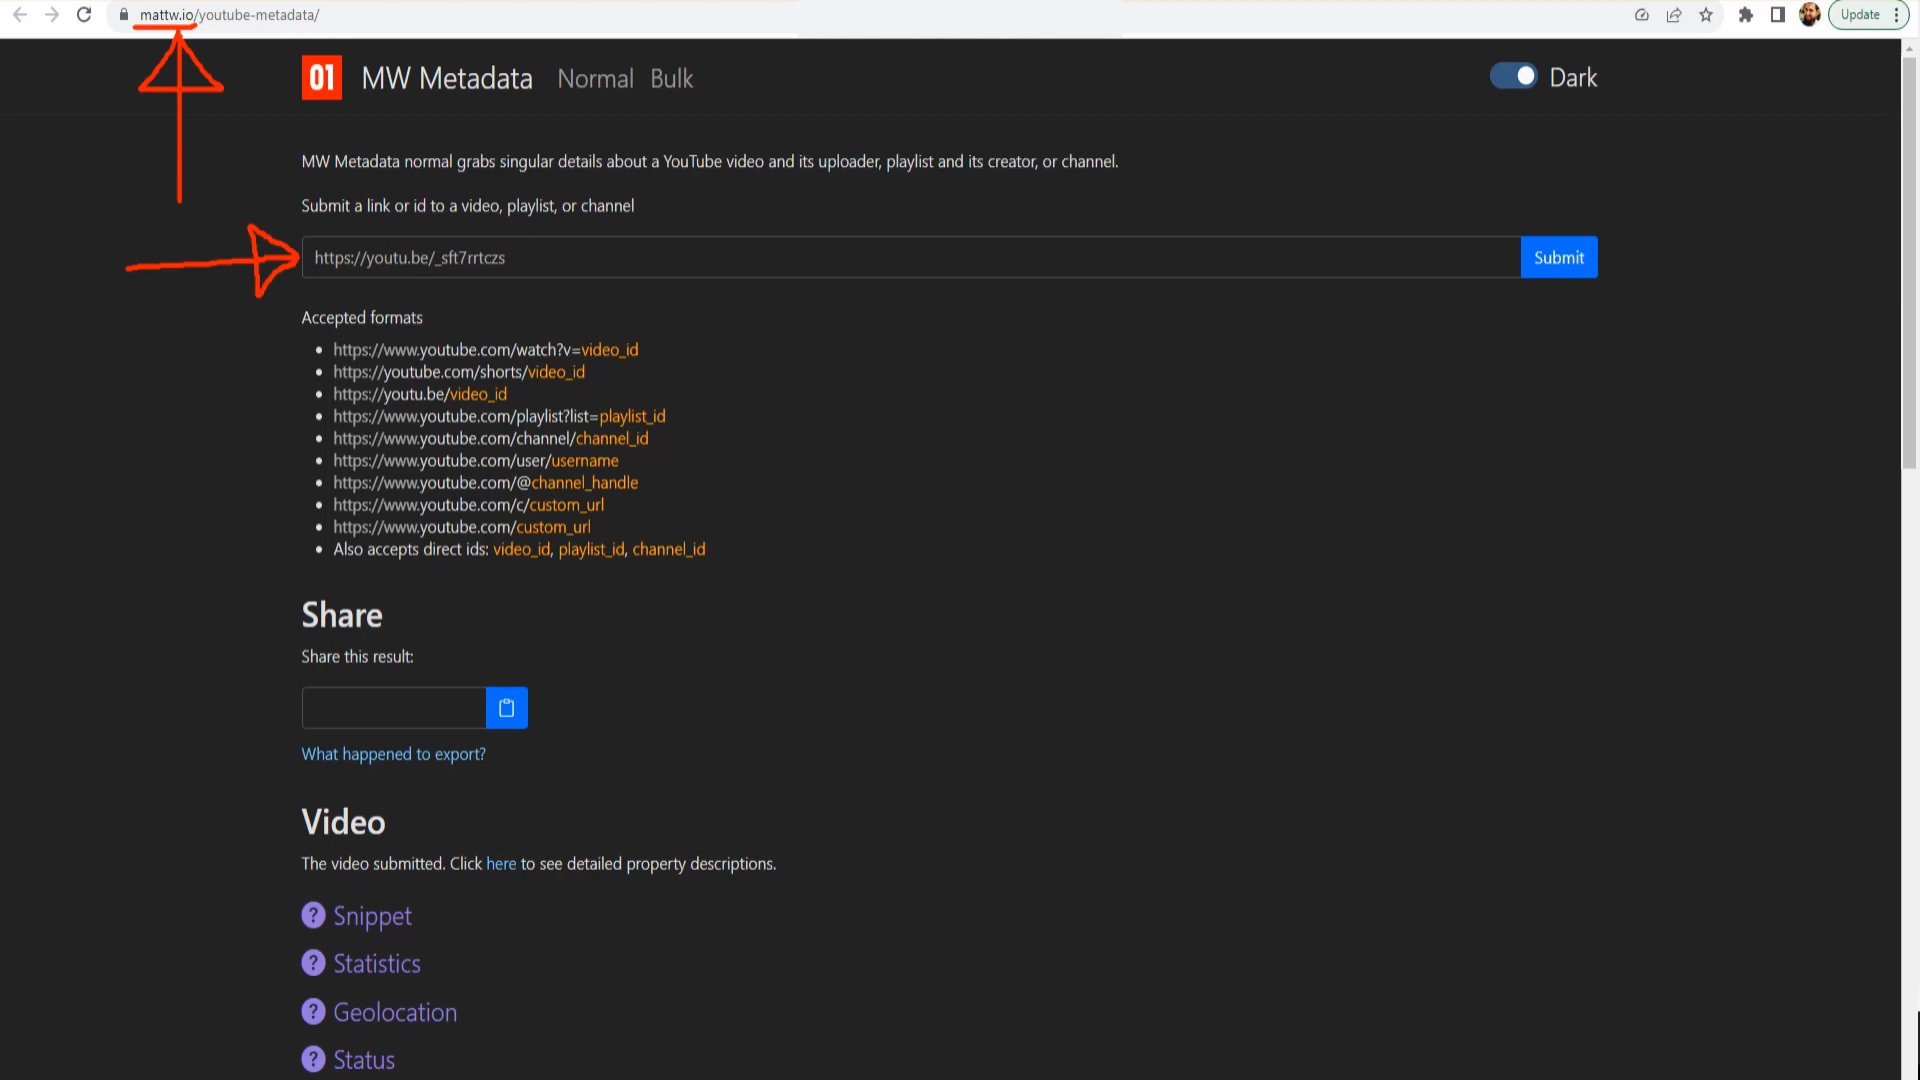 mattw.io/youtube-metadata/
Update
01 MW Metadata Normal Bulk Dark
MW Metadata normal grabs singular details about a YouTube video and its uploader, playlist and its creator, or channel.
Submit a link or id to a video, playlist, or channel
https://youtu.be/_sft7rrtczs Submit
Accepted formats
https://www.youtube.com/watch?v=video_id
https://youtube.com/shorts/video_id
https://youtu.be/video_id
https://www.youtube.com/playlist?list=playlist_id
https://www.youtube.com/channel/channel_id
https://www.youtube.com/user/username
https://www.youtube.com/@channel_handle
https://www.youtube.com/c/custom_url
https://www.youtube.com/custom_url
Also accepts direct ids: video_id, playlist_id, channel_id
Share
Share this result:
What happened to export?
Video
The video submitted. Click here to see detailed property descriptions.
? Snippet
? Statistics
? Geolocation
? Status